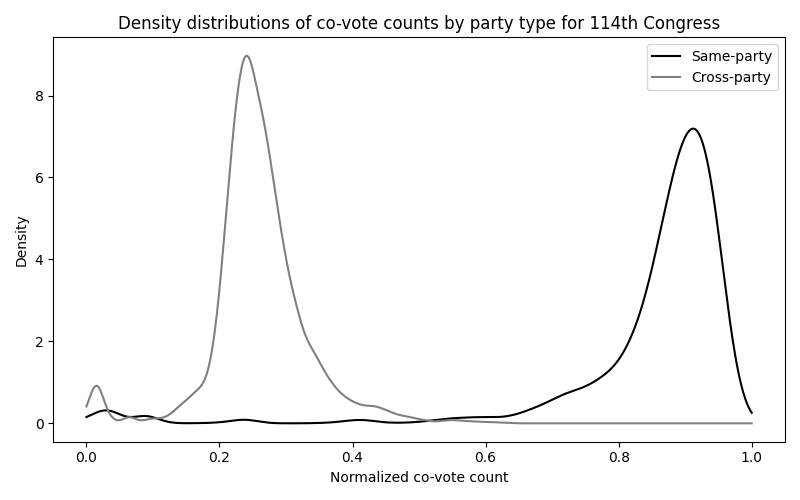 Density distributions of co-vote counts by party type for 114th Congress
Same-party
Cross-party
Density
8
6
4
2
0
0.0 0.2 0.4 0.6 0.8 1.0
Normalized co-vote count